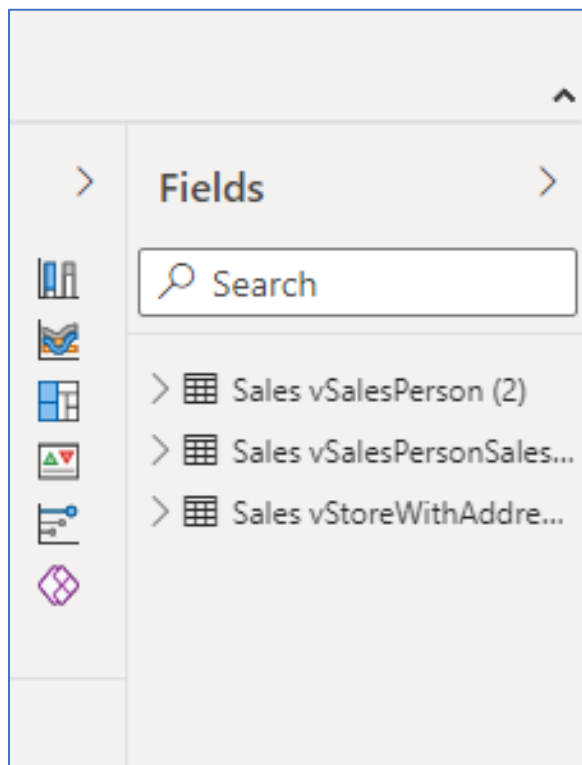 Fields
Search
Sales vSalesPerson (2)
Sales vSalesPersonSales...
Sales vStoreWithAddre...